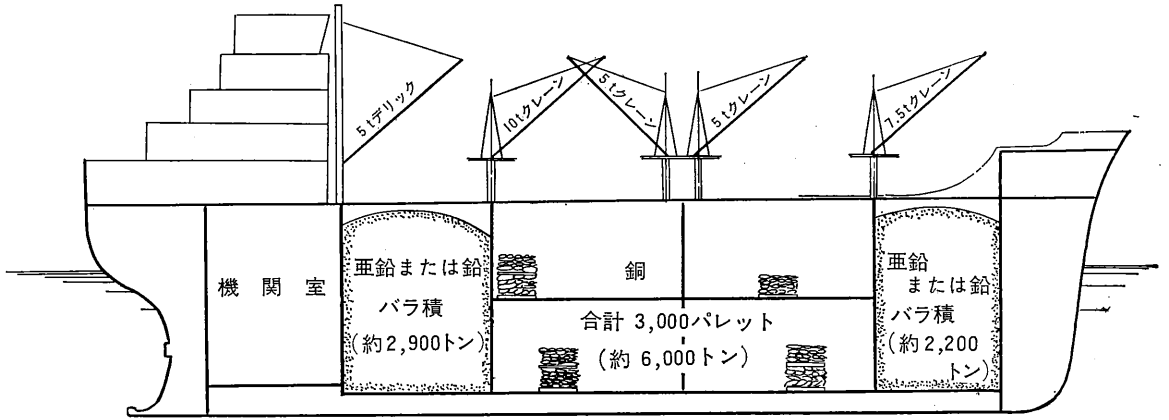 5tデリック
10tクレーン
5tクレーン
5tクレーン
7.5tクレーン
機関室
亜鉛または鉛
バラ積
(約2,900トン)
銅
合計 3,000パレット
(約 6,000トン)
亜鉛
または鉛
バラ積
(約2,200
トン)